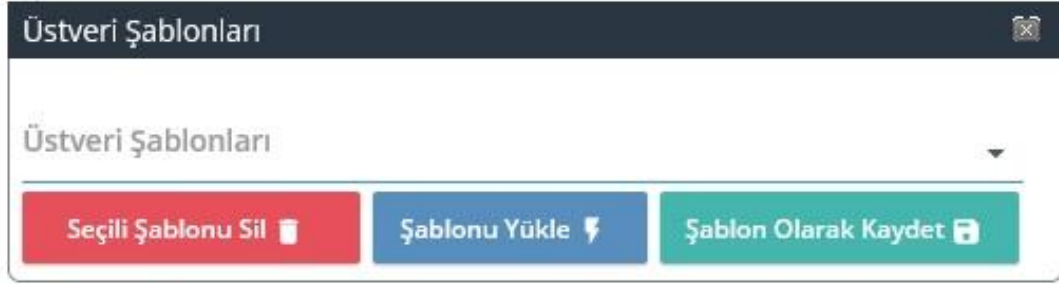 Üstveri Şablonları
Üstveri Şablonları
Seçili Şablonu Sil Şablonu Yükle Şablon Olarak Kaydet